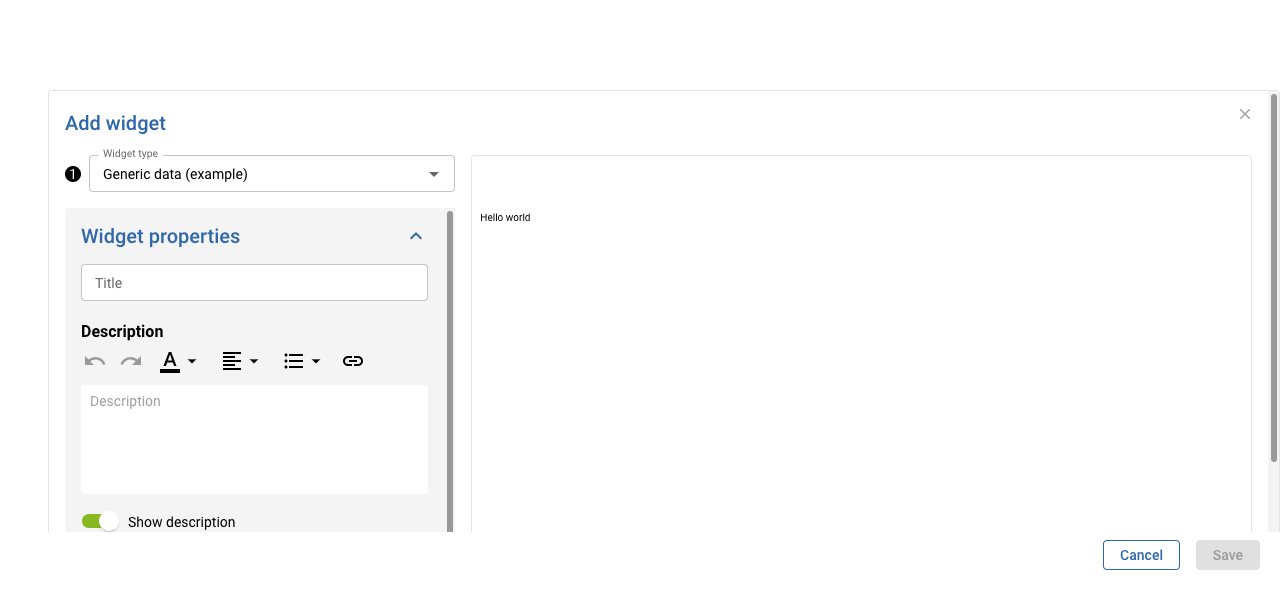 Add widget
Widget type
1
Generic data (example)
Hello world
Widget properties
Title
Description
A
Description
Show description
Cancel
Save